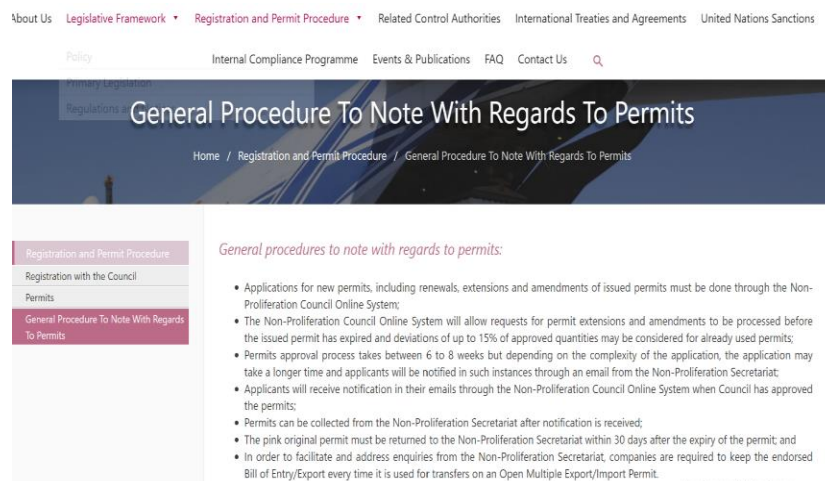 About Us Legislative Framework Registration and Permit Procedure Related Control Authorities International Treaties and Agreements United Nations Sanctions
Policy Internal Compliance Programme Events & Publications FAQ Contact Us
Primary Legislation
Regulations
General Procedure To Note With Regards To Permits
Home / Registration and Permit Procedure / General Procedure To Note With Regards To Permits
Registration and Permit Procedure
Registration with the Council
Permits
General Procedure To Note With Regards
To Permits
General procedures to note with regards to permits:
• Applications for new permits, including renewals, extensions and amendments of issued permits must be done through the Non-
Proliferation Council Online System;
• The Non-Proliferation Council Online System will allow requests for permit extensions and amendments to be processed before
the issued permit has expired and deviations of up to 15% of approved quantities may be considered for already used permits;
• Permits approval process takes between 6 to 8 weeks but depending on the complexity of the application, the application may
take a longer time and applicants will be notified in such instances through an email from the Non-Proliferation Secretariat;
• Applicants will receive notification in their emails through the Non-Proliferation Council Online System when Council has approved
the permits;
• Permits can be collected from the Non-Proliferation Secretariat after notification is received;
• The pink original permit must be returned to the Non-Proliferation Secretariat within 30 days after the expiry of the permit; and
• In order to facilitate and address enquiries from the Non-Proliferation Secretariat, companies are required to keep the endorsed
Bill of Entry/Export every time it is used for transfers on an Open Multiple Export/Import Permit.